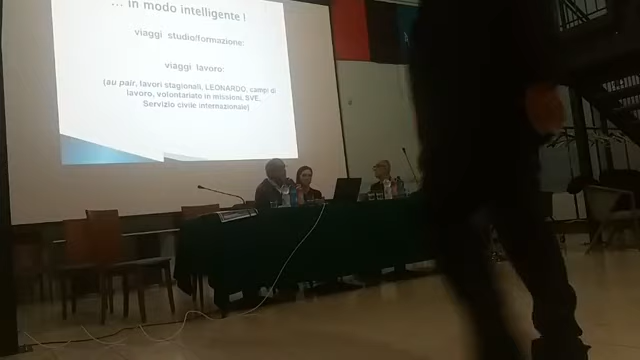 ... in modo intelligente !
viaggi studio/formazione:
viaggi lavoro:
(au pair, lavori stagionali, LEONARDO, campi di
lavoro, volontariato in missioni, SVE,
Servizio civile internazionale)